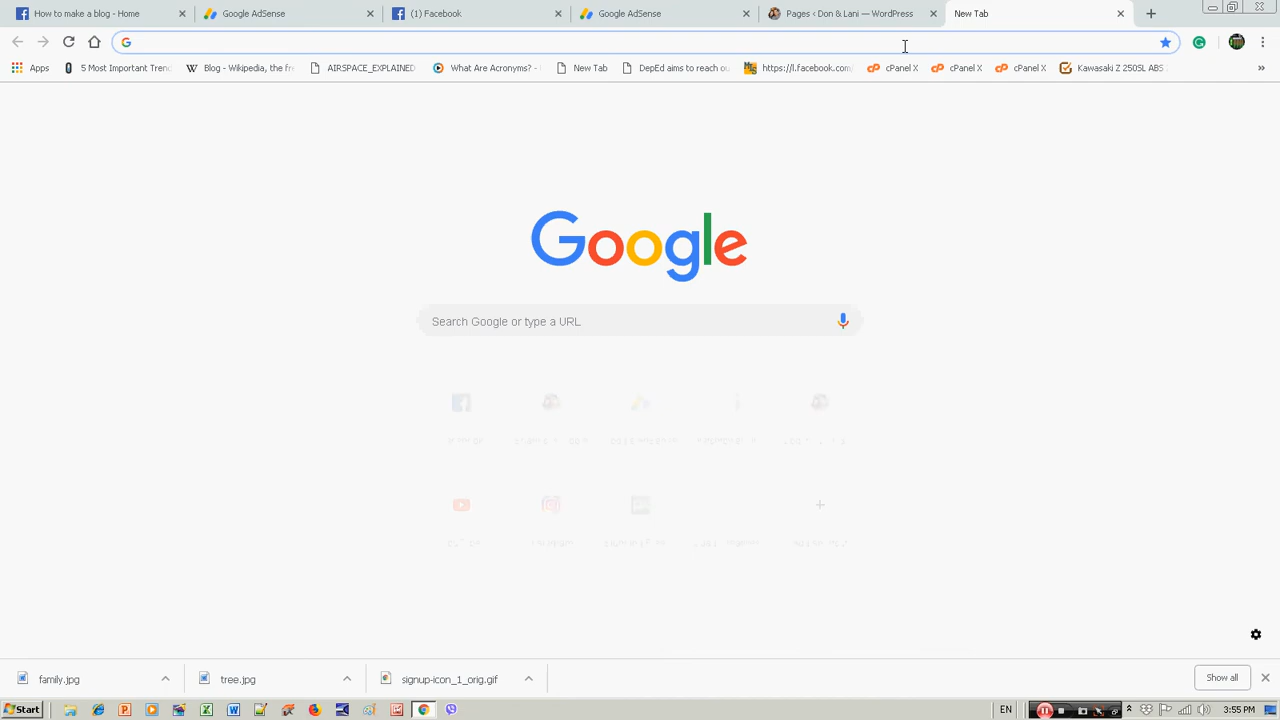 How to make a blog - Home
Google AdSense
(1) Facebook
Google AdSense
Pages ‹ Don & Lani — WordPress
New Tab
Apps
5 Most Important Tren
Blog - Wikipedia, the fr
AIRSPACE_EXPLAINED
What Are Acronyms? -
New Tab
DepEd aims to reach ou
https://l.facebook.com
cPanel X
cPanel X
cPanel X
Kawasaki Z 250SL ABS
»
Google
Search Google or type a URL
family.jpg
tree.jpg
signup-icon_1_orig.gif
Show all
Start
EN
3:55 PM